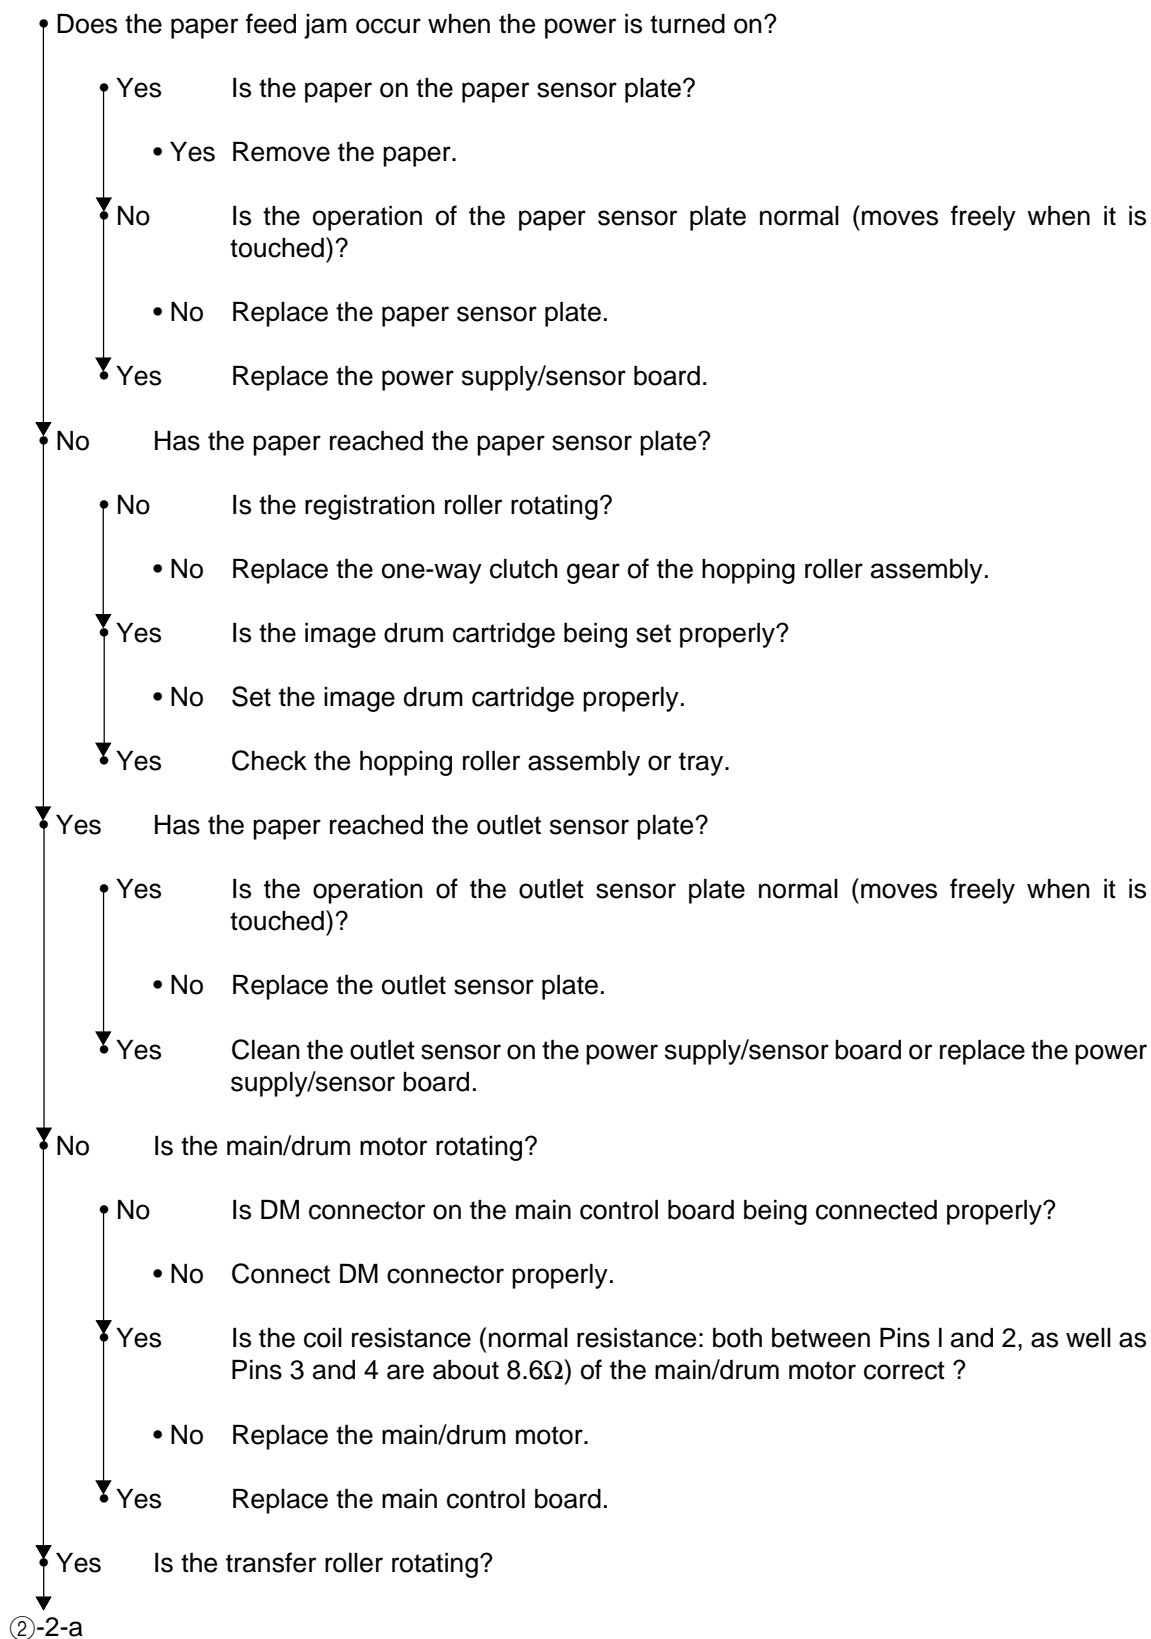 • Does the paper feed jam occur when the power is turned on?
• Yes Is the paper on the paper sensor plate?
• Yes Remove the paper.
• No Is the operation of the paper sensor plate normal (moves freely when it is
touched)?
• No Replace the paper sensor plate.
• Yes Replace the power supply/sensor board.
• No Has the paper reached the paper sensor plate?
• No Is the registration roller rotating?
• No Replace the one-way clutch gear of the hopping roller assembly.
• Yes Is the image drum cartridge being set properly?
• No Set the image drum cartridge properly.
• Yes Check the hopping roller assembly or tray.
• Yes Has the paper reached the outlet sensor plate?
• Yes Is the operation of the outlet sensor plate normal (moves freely when it is
touched)?
• No Replace the outlet sensor plate.
• Yes Clean the outlet sensor on the power supply/sensor board or replace the power
supply/sensor board.
• No Is the main/drum motor rotating?
• No Is DM connector on the main control board being connected properly?
• No Connect DM connector properly.
• Yes Is the coil resistance (normal resistance: both between Pins l and 2, as well as
Pins 3 and 4 are about 8.6Ω) of the main/drum motor correct ?
• No Replace the main/drum motor.
• Yes Replace the main control board.
• Yes Is the transfer roller rotating?
②-2-a